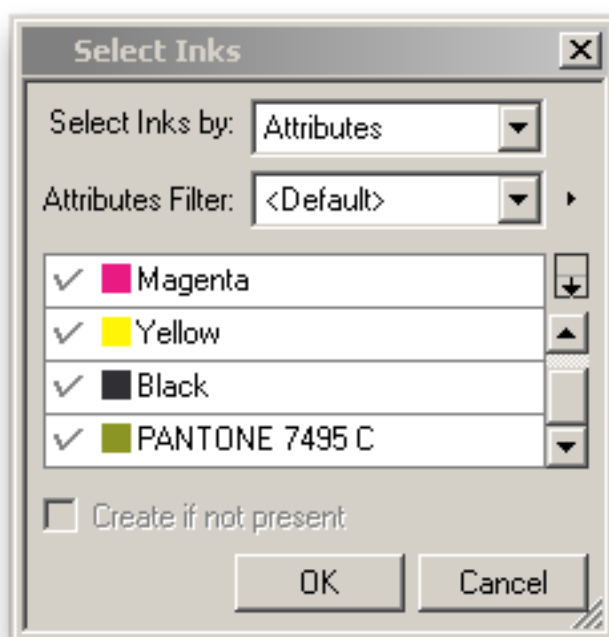 Select Inks
Select Inks by: Attributes
Attributes Filter: <Default>
Magenta
Yellow
Black
PANTONE 7495 C
Create if not present
OK Cancel